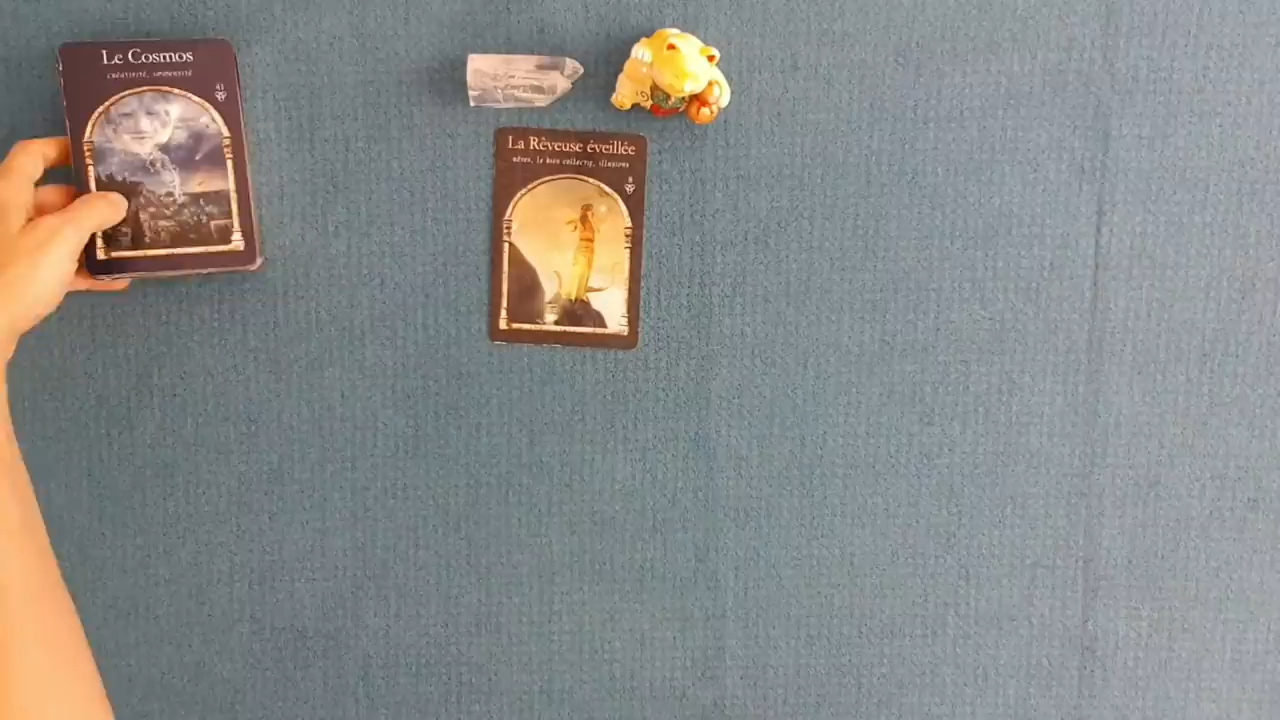 Le Cosmos
créativité, immensité
41
La Rêveuse éveillée
rêves, le bien collectif, illusions
8